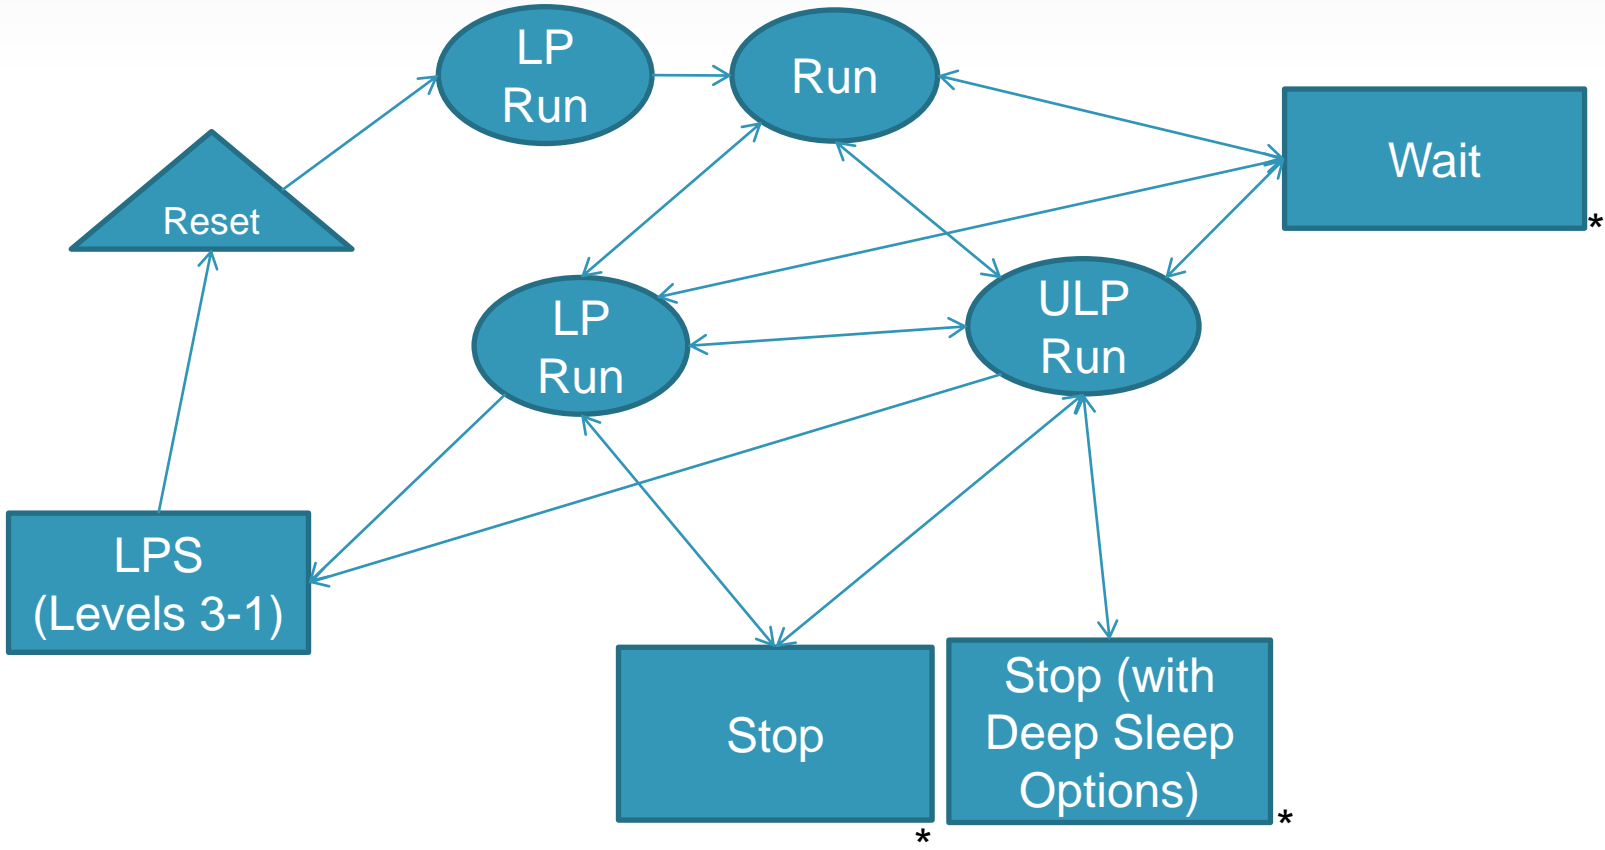 LP
Run
Run
Wait
*
Reset
LP
Run
ULP
Run
LPS
(Levels 3-1)
Stop
*
Stop (with
Deep Sleep
Options)
*